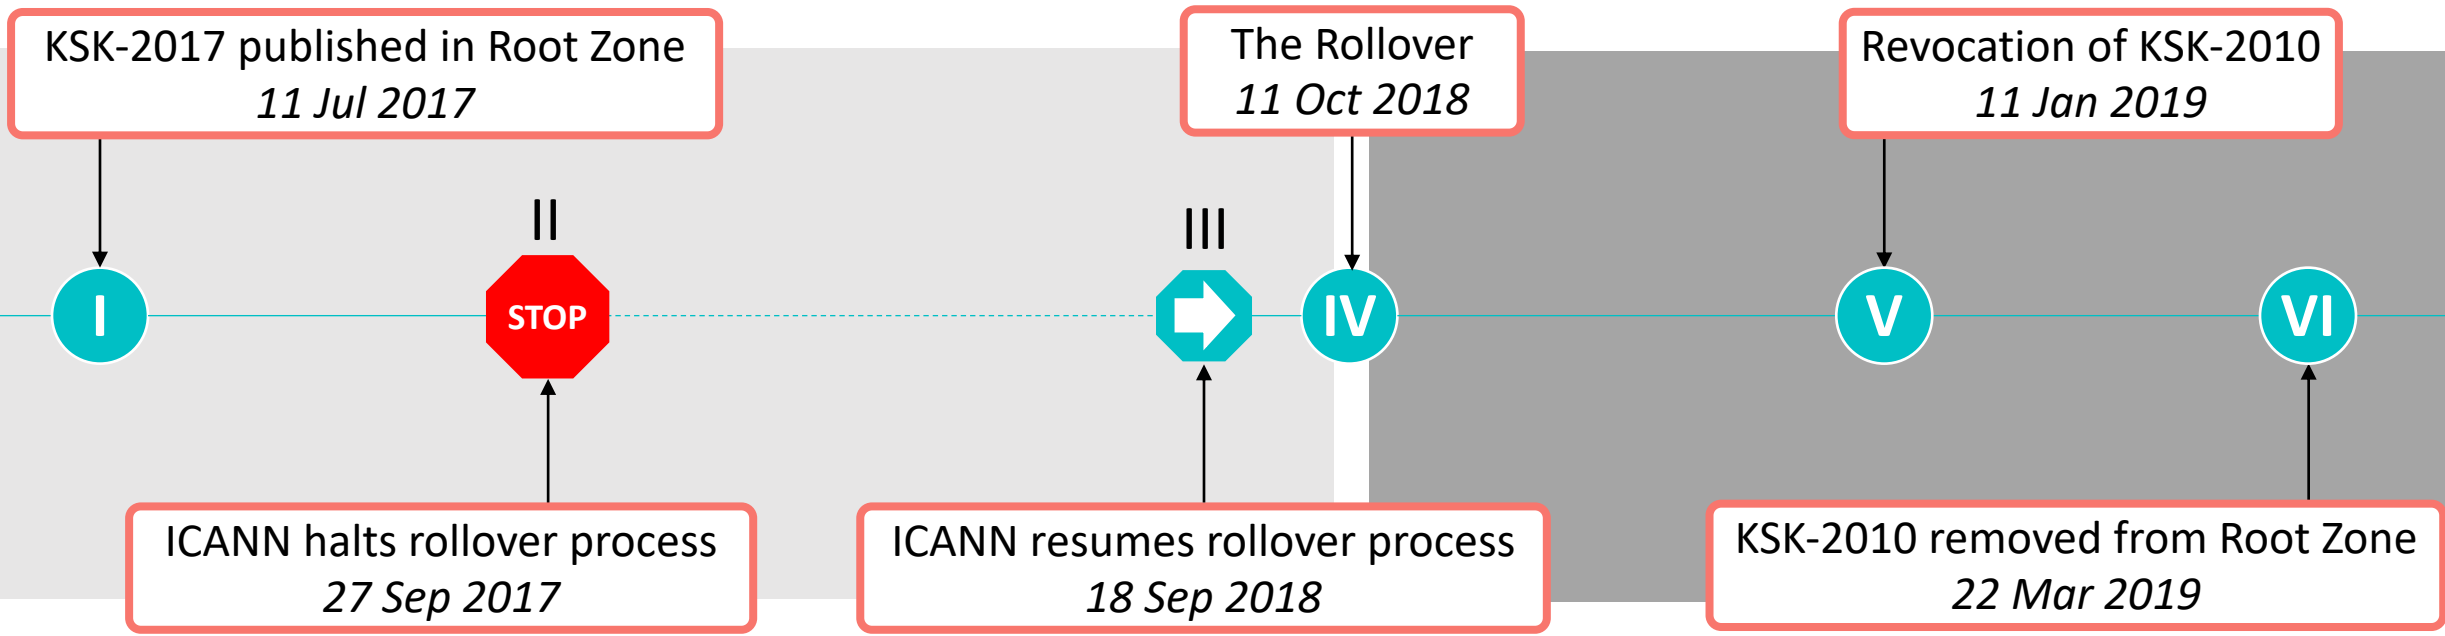 KSK-2017 published in Root Zone
11 Jul 2017
The Rollover
11 Oct 2018
Revocation of KSK-2010
11 Jan 2019
II
III
I
STOP
IV
V
VI
ICANN halts rollover process
27 Sep 2017
ICANN resumes rollover process
18 Sep 2018
KSK-2010 removed from Root Zone
22 Mar 2019